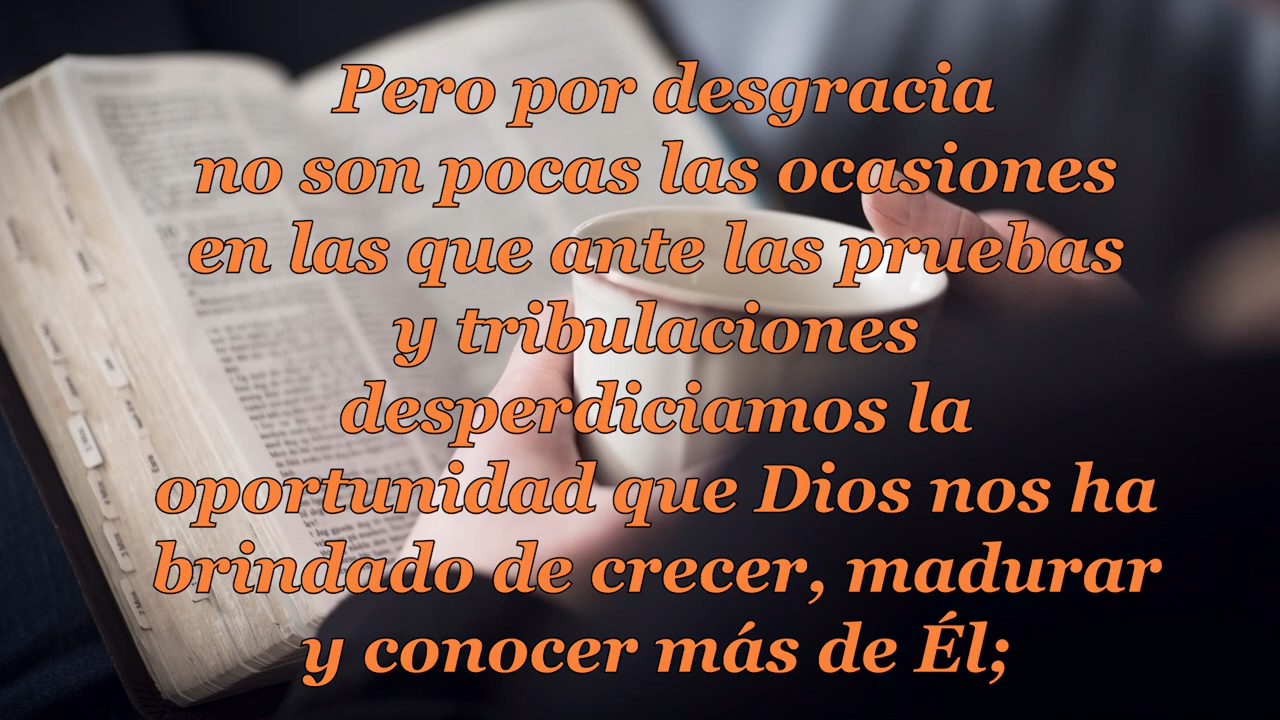 Pero por desgracia
no son pocas las ocasiones
en las que ante las pruebas
y tribulaciones
desperdiciamos la
oportunidad que Dios nos ha
brindado de crecer, madurar
y conocer más de Él;